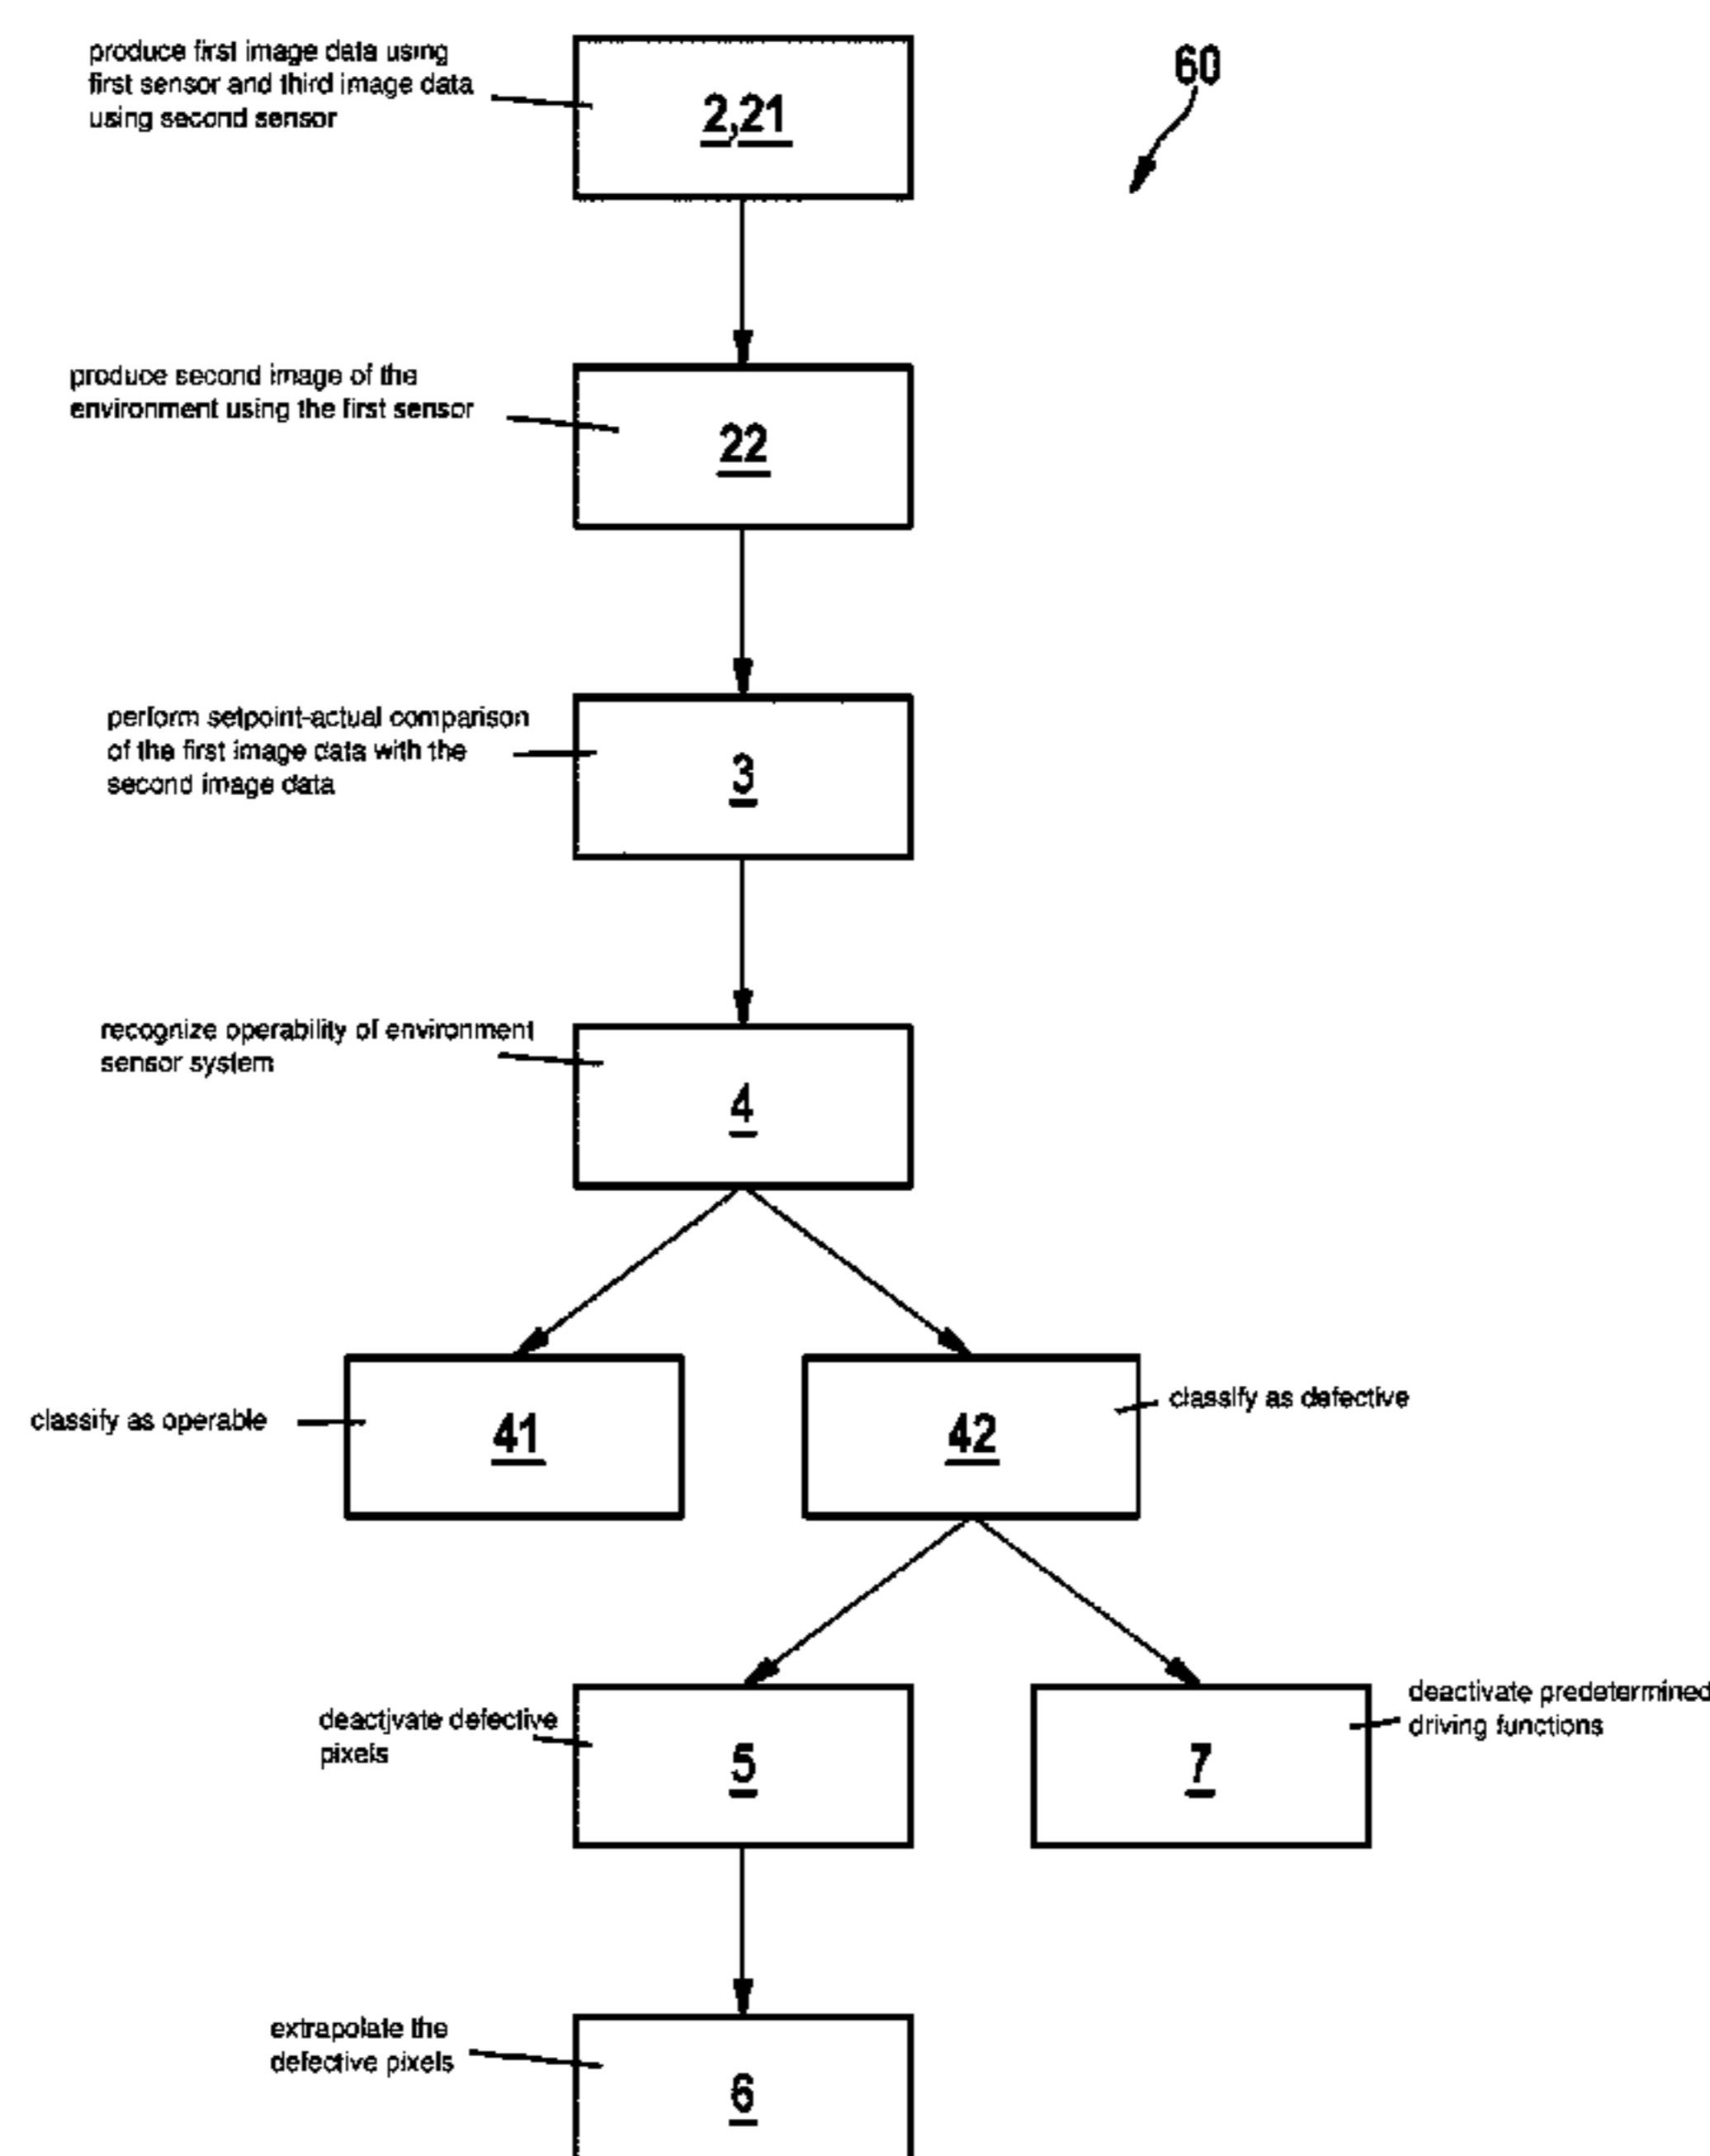 produce first image data using
first sensor and third image data
using second sensor
2,21
60
produce second image of the
environment using the first sensor
22
perform setpoint-actual comparison
of the first image data with the
second image data
3
recognize operability of environment
sensor system
4
classify as operable
41
42
classify as defective
deactivate defective
pixels
5
7
deactivate predetermined
driving functions
extrapolate the
defective pixels
6